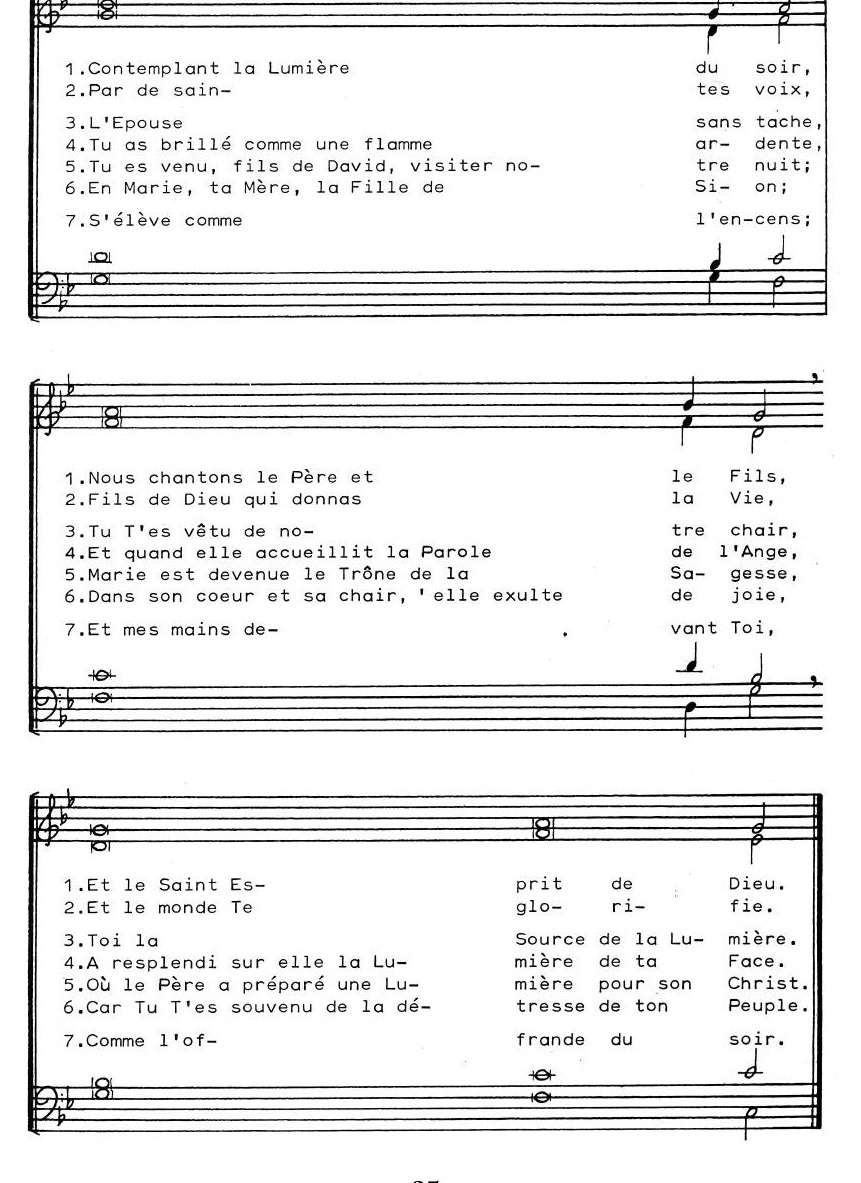 1.Contemplant la Lumière du soir,
2.Par de sain- tes voix,
3.L'Epouse sans tache,
4.Tu as brillé comme une flamme ar- dente,
5.Tu es venu, fils de David, visiter no- tre nuit;
6.En Marie, ta Mère, la Fille de Si- on;
7.S'élève comme l'en-cens;
1.Nous chantons le Père et le Fils,
2.Fils de Dieu qui donnas la Vie,
3.Tu T'es vêtu de no- tre chair,
4.Et quand elle accueillit la Parole de l'Ange,
5.Marie est devenue le Trône de la Sa- gesse,
6.Dans son coeur et sa chair, 'elle exulte de joie,
7.Et mes mains de- vant Toi,
1.Et le Saint Es- prit de Dieu.
2.Et le monde Te glo- ri- fie.
3.Toi la Source de la Lu- mière.
4.A resplendi sur elle la Lu- mière de ta Face.
5.Où le Père a préparé une Lu- mière pour son Christ.
6.Car Tu T'es souvenu de la dé- tresse de ton Peuple.
7.Comme l'of- frande du soir.